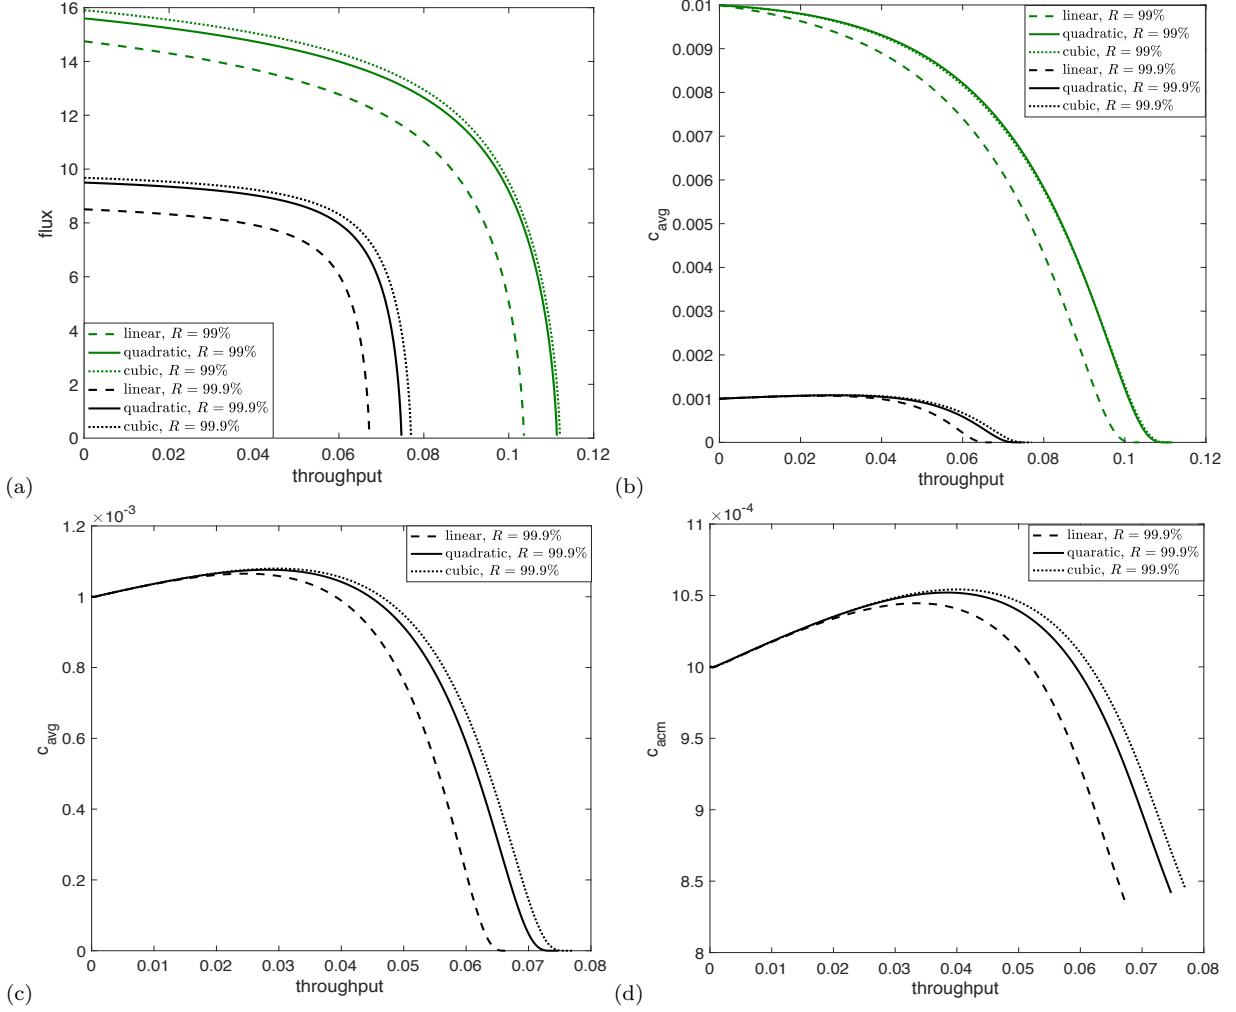 16
14
12
10
8
6
4
2
0
flux
linear, R = 99%
quadratic, R = 99%
cubic, R = 99%
linear, R = 99.9%
quadratic, R = 99.9%
cubic, R = 99.9%
0 0.02 0.04 0.06 0.08 0.1 0.12
throughput
(a)
0.01
0.009
0.008
0.007
0.006
0.005
0.004
0.003
0.002
0.001
0
c_avg
linear, R = 99%
quadratic, R = 99%
cubic, R = 99%
linear, R = 99.9%
quadratic, R = 99.9%
cubic, R = 99.9%
0 0.02 0.04 0.06 0.08 0.1 0.12
throughput
(b)
×10⁻³
1.2
1
0.8
0.6
0.4
0.2
0
c_avg
linear, R = 99.9%
quadratic, R = 99.9%
cubic, R = 99.9%
0 0.01 0.02 0.03 0.04 0.05 0.06 0.07 0.08
throughput
(c)
×10⁻⁴
11
10.5
10
9.5
9
8.5
8
c_acm
linear, R = 99.9%
quaratic, R = 99.9%
cubic, R = 99.9%
0 0.01 0.02 0.03 0.04 0.05 0.06 0.07 0.08
throughput
(d)